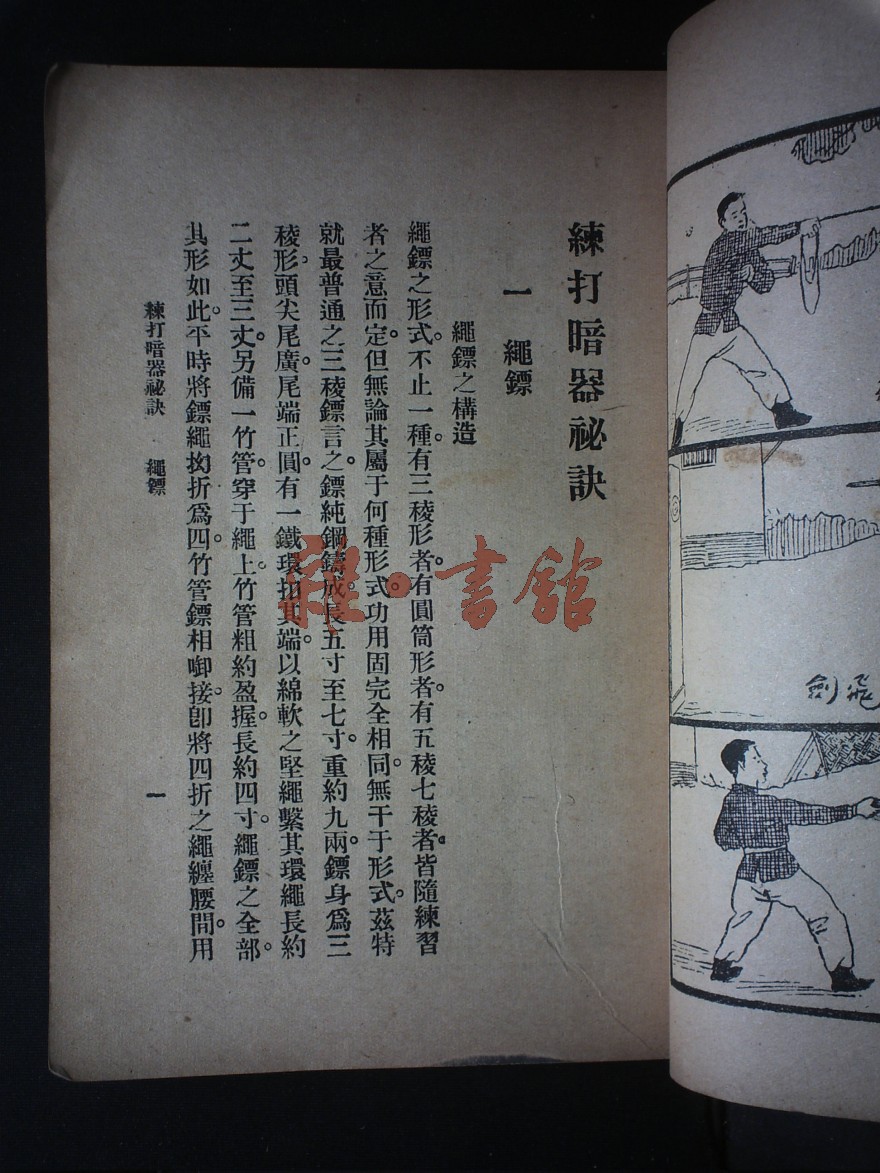 練打暗器祕訣
一　繩鏢
繩鏢之構造
繩鏢之形式。不止一種。有三稜形者。有圓筒形者。有五稜七稜者。皆隨練習
者之意而定。但無論其屬于何種形式。功用固完全相同。無干于形式。茲特
就最普通之三稜鏢言之。鏢純鋼鑄成。長五寸至七寸。重約九兩。鏢身爲三
稜形。頭尖尾廣。尾端正圓。有一鐵環扣其端。以綿軟之堅繩繫其環。繩長約
二丈至三丈。另備一竹管。穿于繩上。竹管粗約盈握。長約四寸。繩鏢之全部。
其形如此。平時將鏢繩拗折爲四。竹管鏢相啣接。卽將四折之繩纏腰間。用
練打暗器祕訣　繩鏢
一
雜·書館
飛劍